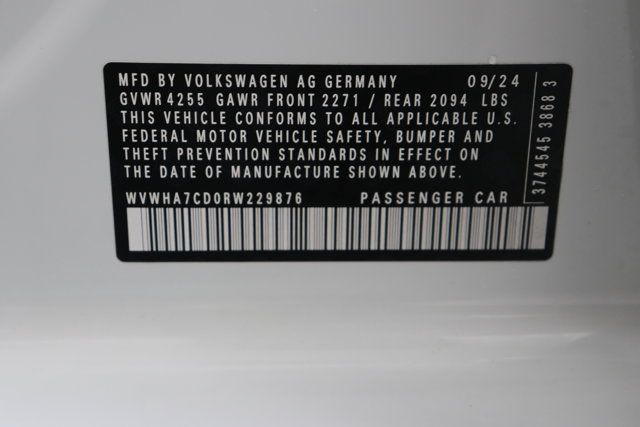 MFD BY VOLKSWAGEN AG GERMANY 09/24
GVWR 4255 GAWR FRONT 2271 / REAR 2094 LBS
THIS VEHICLE CONFORMS TO ALL APPLICABLE U.S.
FEDERAL MOTOR VEHICLE SAFETY, BUMPER AND
THEFT PREVENTION STANDARDS IN EFFECT ON
THE DATE OF MANUFACTURE SHOWN ABOVE.
WVWHA7CD0RW229876 PASSENGER CAR
3744545 3868 3